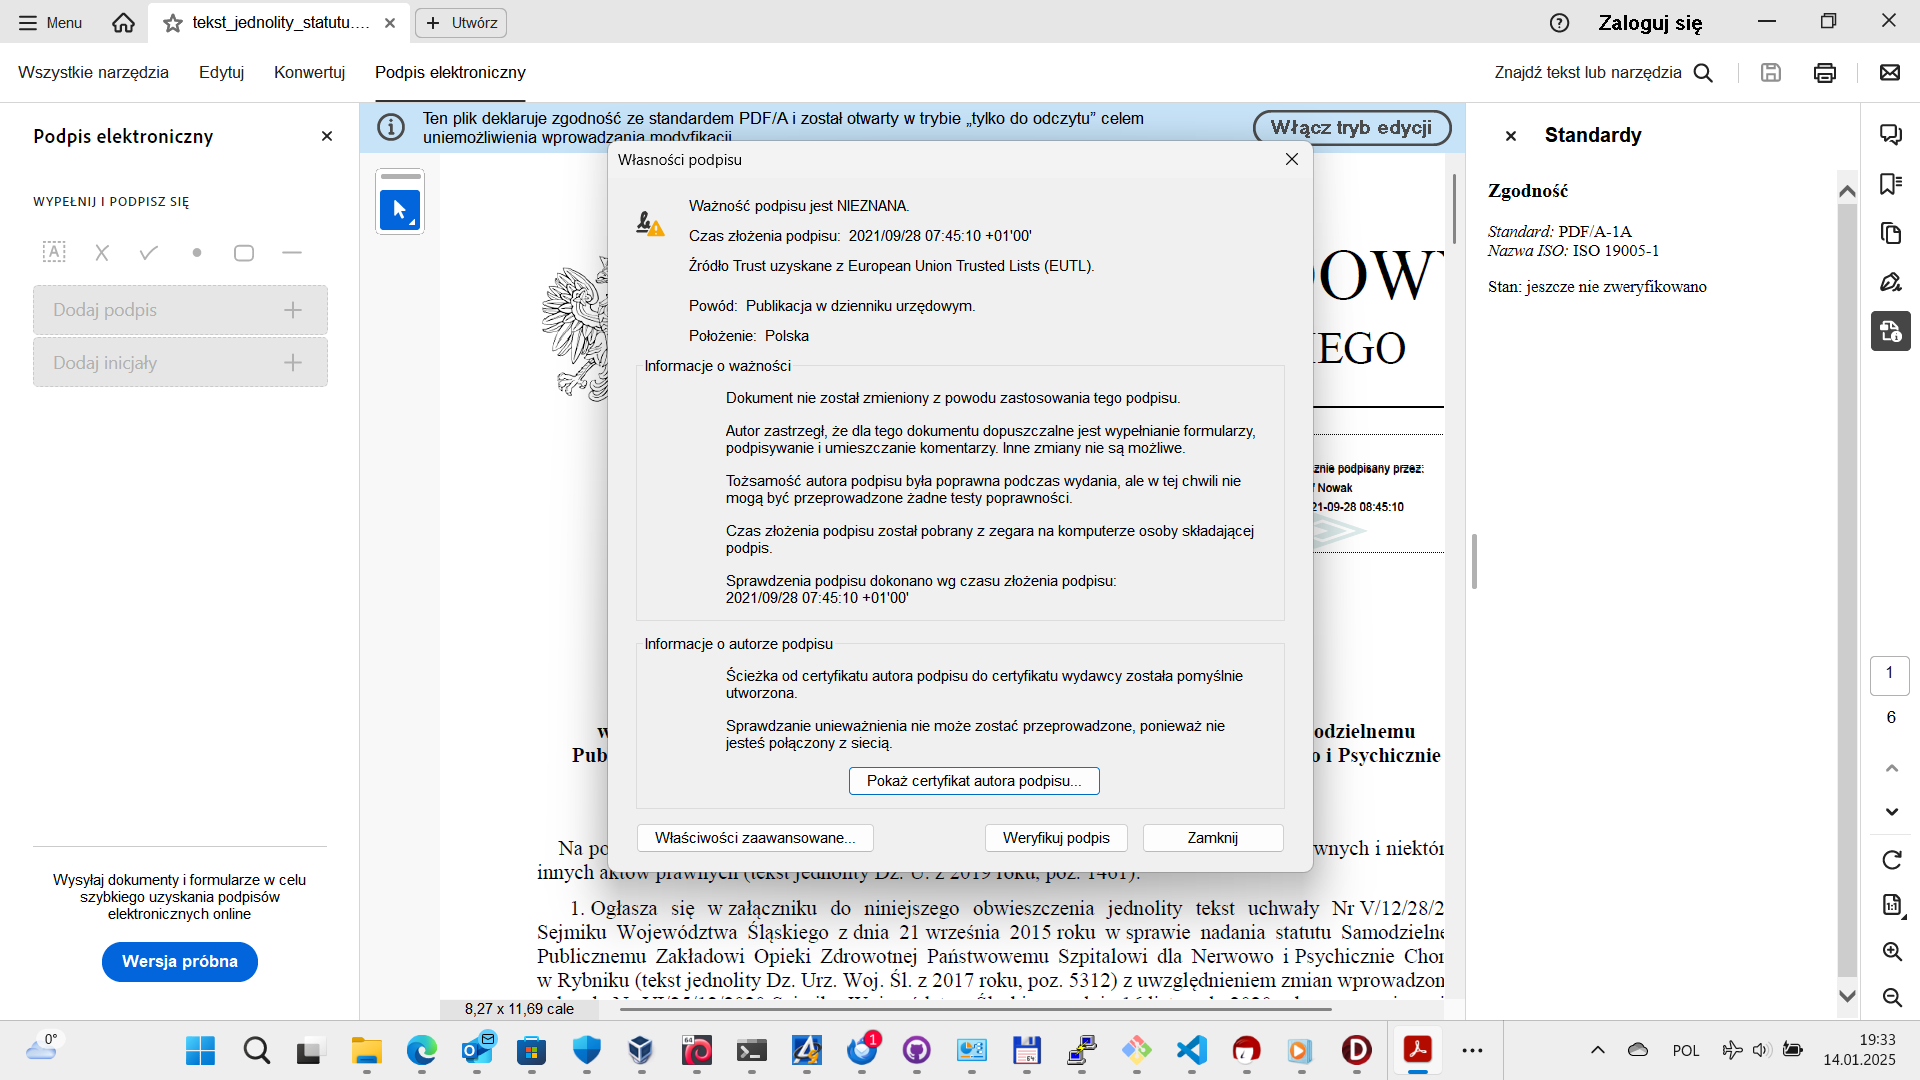 Menu
tekst_jednolity_statutu....
Utwórz
Zaloguj się
Wszystkie narzędzia
Edytuj
Konwertuj
Podpis elektroniczny
Znajdź tekst lub narzędzia
Podpis elektroniczny
WYPEŁNIJ I PODPISZ SIĘ
Dodaj podpis
Dodaj inicjały
Wysyłaj dokumenty i formularze w celu
szybkiego uzyskania podpisów
elektronicznych online
Wersja próbna
Ten plik deklaruje zgodność ze standardem PDF/A i został otwarty w trybie „tylko do odczytu” celem
uniemożliwienia wprowadzania modyfikacji.
Włącz tryb edycji
Własności podpisu
Ważność podpisu jest NIEZNANA.
Czas złożenia podpisu: 2021/09/28 07:45:10 +01'00'
Źródło Trust uzyskane z European Union Trusted Lists (EUTL).
Powód: Publikacja w dzienniku urzędowym.
Położenie: Polska
Informacje o ważności
Dokument nie został zmieniony z powodu zastosowania tego podpisu.
Autor zastrzegł, że dla tego dokumentu dopuszczalne jest wypełnianie formularzy,
podpisywanie i umieszczanie komentarzy. Inne zmiany nie są możliwe.
Tożsamość autora podpisu była poprawna podczas wydania, ale w tej chwili nie
mogą być przeprowadzone żadne testy poprawności.
Czas złożenia podpisu został pobrany z zegara na komputerze osoby składającej
podpis.
Sprawdzenia podpisu dokonano wg czasu złożenia podpisu:
2021/09/28 07:45:10 +01'00'
Informacje o autorze podpisu
Ścieżka od certyfikatu autora podpisu do certyfikatu wydawcy została pomyślnie
utworzona.
Sprawdzanie unieważnienia nie może zostać przeprowadzone, ponieważ nie
jesteś połączony z siecią.
Pokaż certyfikat autora podpisu...
Właściwości zaawansowane...
Weryfikuj podpis
Zamknij
OWY
IEGO
znie podpisany przez:
Nowak
21-09-28 08:45:10
w
odzielnemu
Pub
o i Psychicznie
Na po
wnych i niektór
innych aktów prawnych (tekst jednolity Dz. U. z 2019 roku, poz. 1461).
1. Ogłasza się w załączniku do niniejszego obwieszczenia jednolity tekst uchwały Nr V/12/28/2
Sejmiku Województwa Śląskiego z dnia 21 września 2015 roku w sprawie nadania statutu Samodzielne
Publicznemu Zakładowi Opieki Zdrowotnej Państwowemu Szpitalowi dla Nerwowo i Psychicznie Chor
w Rybniku (tekst jednolity Dz. Urz. Woj. Śl. z 2017 roku, poz. 5312) z uwzględnieniem zmian wprowadzon
8,27 x 11,69 cale
Standardy
Zgodność
Standard: PDF/A-1A
Nazwa ISO: ISO 19005-1
Stan: jeszcze nie zweryfikowano
1
6
0°
1
POL
19:33
14.01.2025